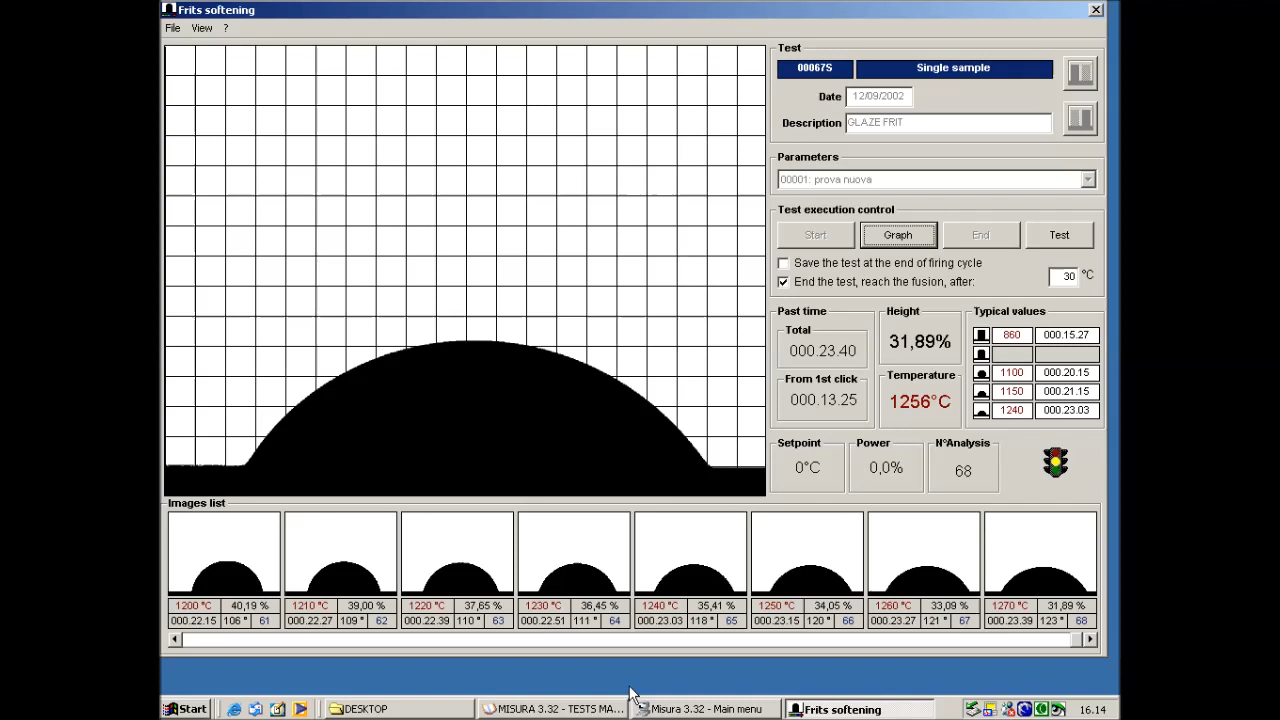 Frits softening
File View ?
Test
00067S Single sample
Date 12/09/2002
Description GLAZE FRIT
Parameters
00001: prova nuova
Test execution control
Start Graph End Test
Save the test at the end of firing cycle
End the test, reach the fusion, after: 30 °C
Past time Height Typical values
Total 31,89% 860 000.15.27
000.23.40
From 1st click Temperature 1100 000.20.15
000.13.25 1256°C 1150 000.21.15
1240 000.23.03
Setpoint Power N°Analysis
0°C 0,0% 68
Images list
1200 °C 40,19 % 1210 °C 39,00 % 1220 °C 37,65 % 1230 °C 36,45 % 1240 °C 35,41 % 1250 °C 34,05 % 1260 °C 33,09 % 1270 °C 31,89 %
000.22.15 106 ° 61 000.22.27 109 ° 62 000.22.39 110 ° 63 000.22.51 111 ° 64 000.23.03 118 ° 65 000.23.15 120 ° 66 000.23.27 121 ° 67 000.23.39 123 ° 68
Start DESKTOP MISURA 3.32 - TESTS MA... Misura 3.32 - Main menu Frits softening 16.14